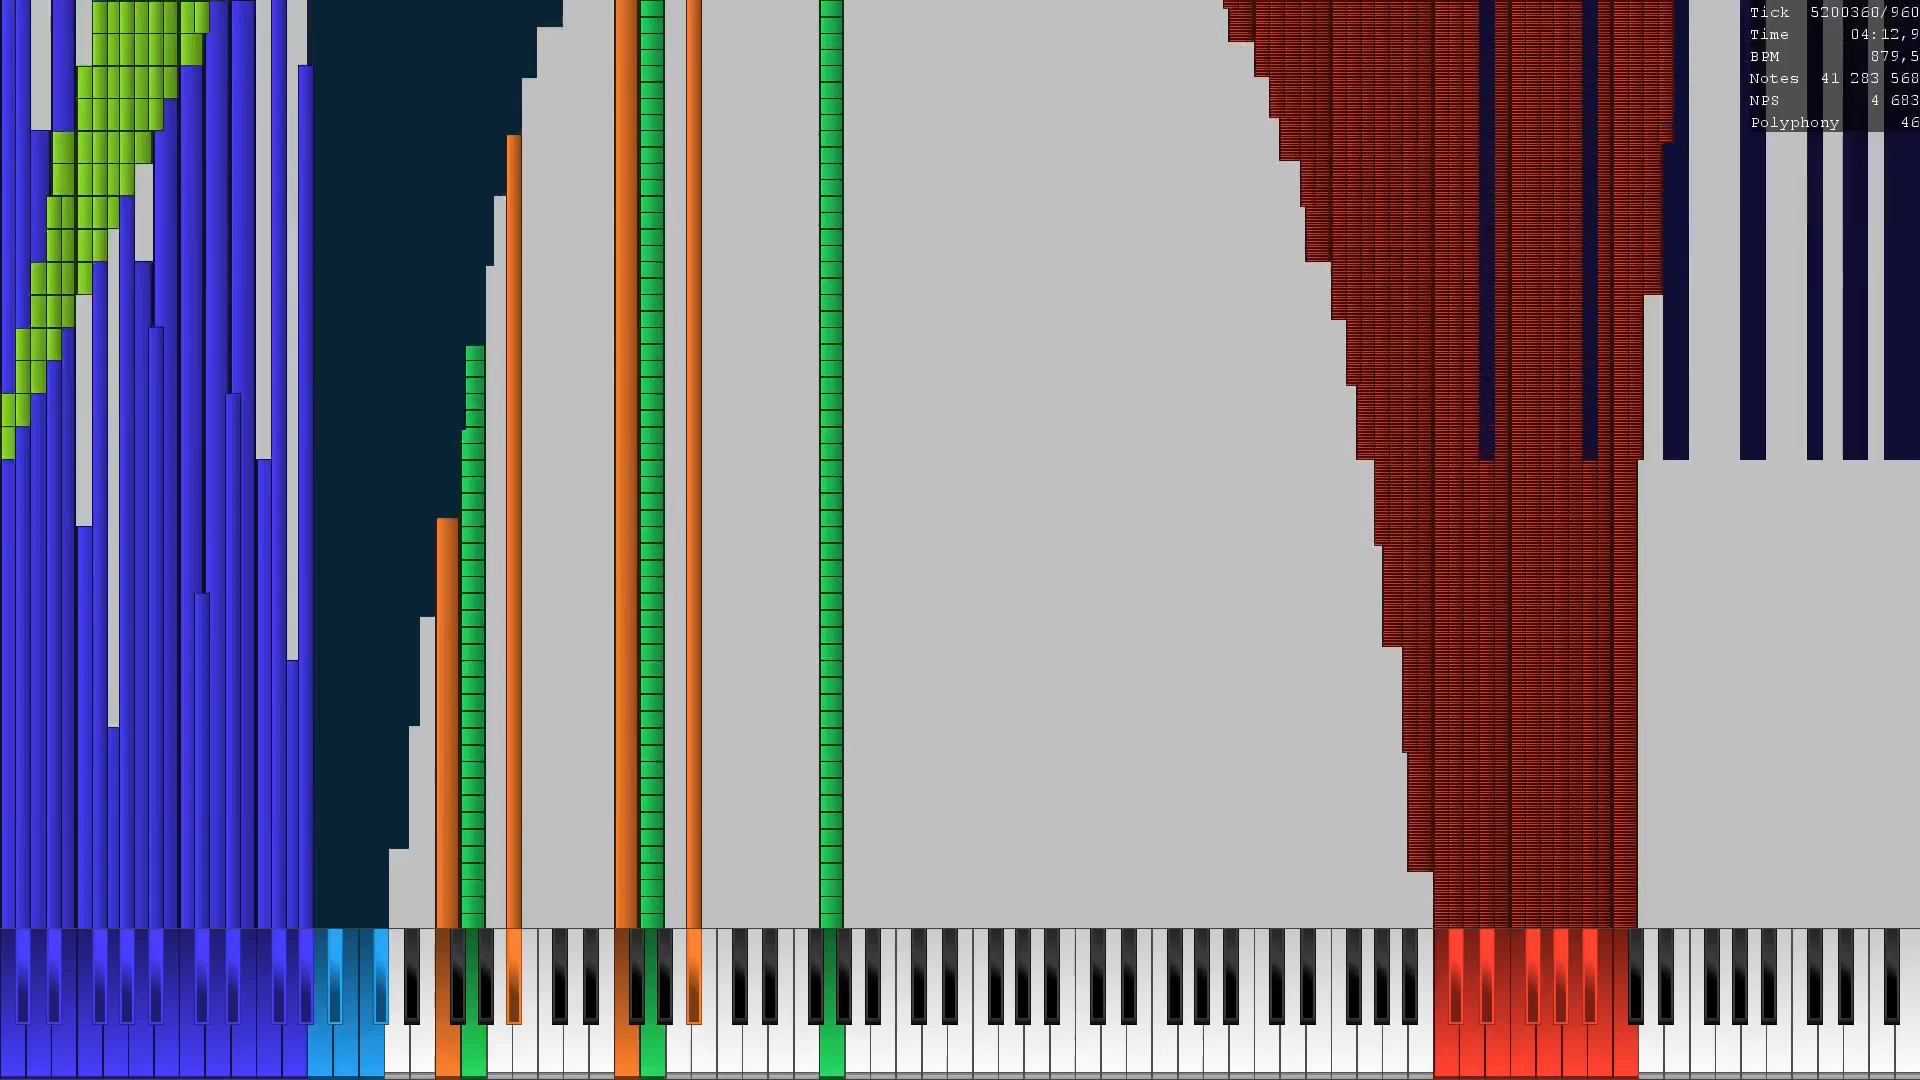 Tick 5200360/960
Time 04:12,9
BPM 879,5
Notes 41 283 568
NPS 4 683
Polyphony 46